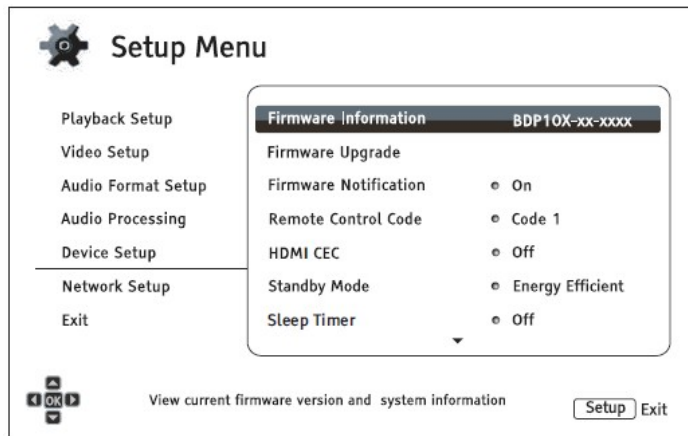 Setup Menu
Playback Setup
Video Setup
Audio Format Setup
Audio Processing
Device Setup
Network Setup
Exit
Firmware Information BDP10X-xx-xxxx
Firmware Upgrade
Firmware Notification On
Remote Control Code Code 1
HDMI CEC Off
Standby Mode Energy Efficient
Sleep Timer Off
OK
View current firmware version and system information
Setup Exit